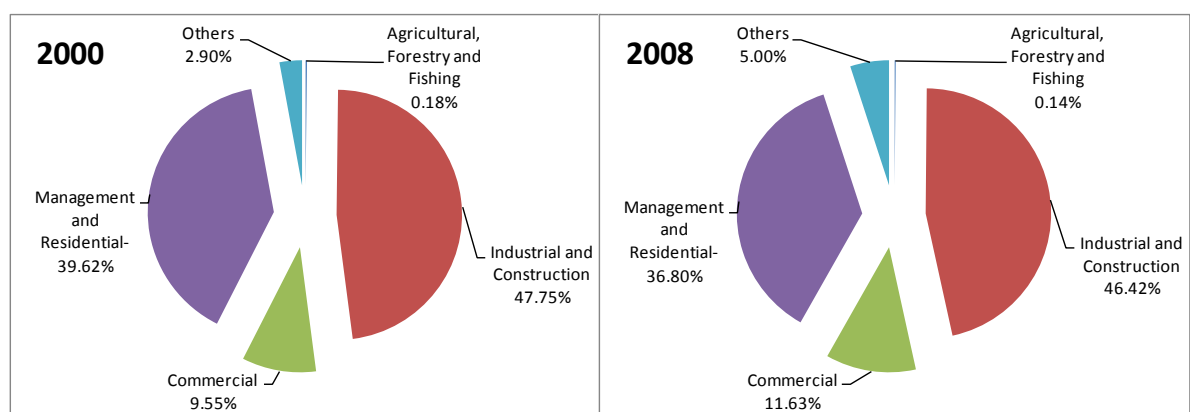 2000
Others
2.90%
Agricultural,
Forestry and
Fishing
0.18%
Management
and
Residential-
39.62%
Industrial and
Construction
47.75%
Commercial
9.55%
2008
Others
5.00%
Agricultural,
Forestry and
Fishing
0.14%
Management
and
Residential-
36.80%
Industrial and
Construction
46.42%
Commercial
11.63%